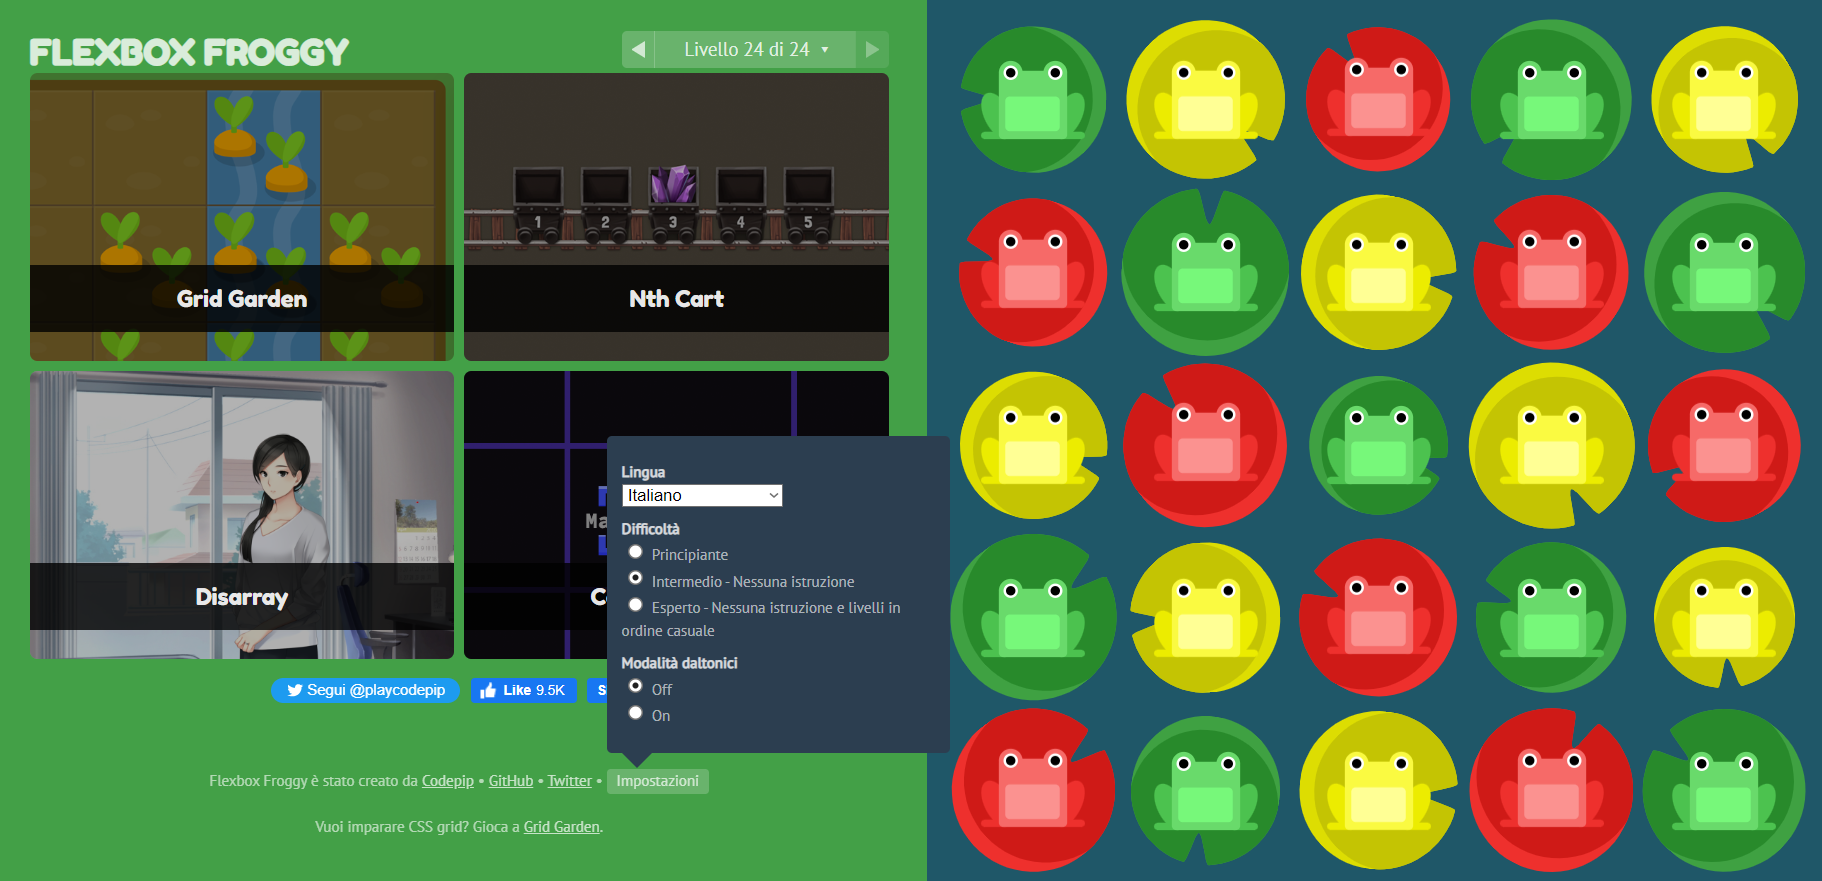 FLEXBOX FROGGY
Livello 24 di 24
1 2 3 4 5
Grid Garden
Nth Cart
Disarray
Lingua
Italiano
Difficoltà
Principiante
Intermedio - Nessuna istruzione
Esperto - Nessuna istruzione e livelli in
ordine casuale
Modalità daltonici
Off
On
Segui @playcodepip
Like 9.5K
Flexbox Froggy è stato creato da Codepip • GitHub • Twitter • Impostazioni
Vuoi imparare CSS grid? Gioca a Grid Garden.